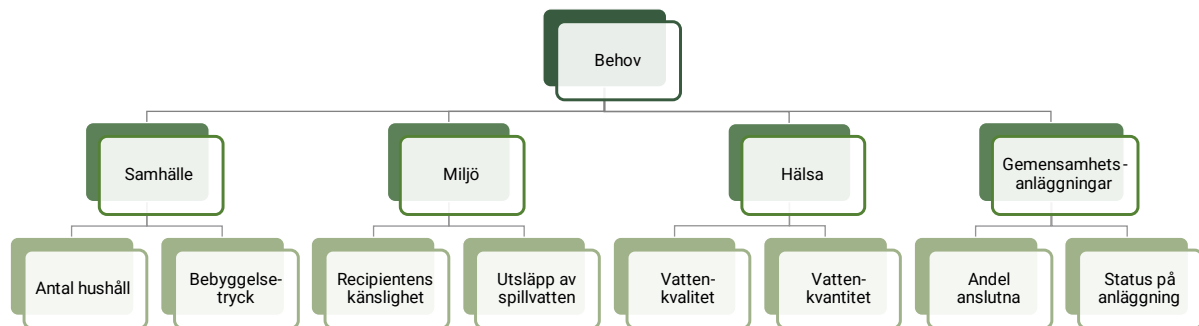 Behov
Samhälle
Miljö
Hälsa
Gemensamhets-
anläggningar
Antal hushåll
Bebyggelse-
tryck
Recipientens
känslighet
Utsläpp av
spillvatten
Vatten-
kvalitet
Vatten-
kvantitet
Andel
anslutna
Status på
anläggning